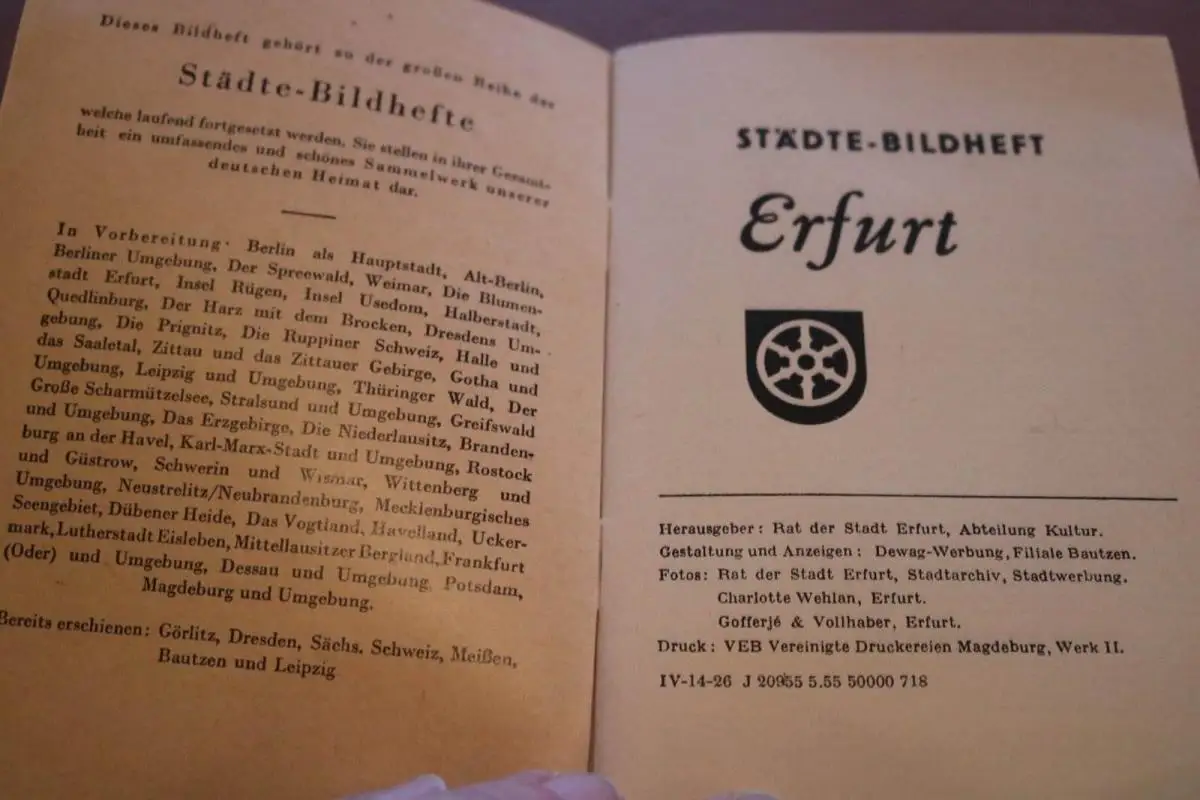 Dieses Bildheft gehört zu der großen Reihe der
Städte-Bildhefte
welche laufend fortgesetzt werden. Sie stellen in ihrer Gesamt-
heit ein umfassendes und schönes Sammelwerk unserer
deutschen Heimat dar.
In Vorbereitung: Berlin als Hauptstadt, Alt-Berlin,
Berliner Umgebung, Der Spreewald, Weimar, Die Blumen-
stadt Erfurt, Insel Rügen, Insel Usedom, Halberstadt,
Quedlinburg, Der Harz mit dem Brocken, Dresdens Um-
gebung, Die Prignitz, Die Ruppiner Schweiz, Halle und
das Saaletal, Zittau und das Zittauer Gebirge, Gotha und
Umgebung, Leipzig und Umgebung, Thüringer Wald, Der
Große Scharmützelsee, Stralsund und Umgebung, Greifswald
und Umgebung, Das Erzgebirge, Die Niederlausitz, Branden-
burg an der Havel, Karl-Marx-Stadt und Umgebung, Rostock
und Güstrow, Schwerin und Wismar, Wittenberg und
Umgebung, Neustrelitz/Neubrandenburg, Mecklenburgisches
Seengebiet, Dübener Heide, Das Vogtland, Havelland, Ucker-
mark, Lutherstadt Eisleben, Mittellausitzer Bergland, Frankfurt
(Oder) und Umgebung, Dessau und Umgebung, Potsdam,
Magdeburg und Umgebung.
Bereits erschienen: Görlitz, Dresden, Sächs. Schweiz, Meißen,
Bautzen und Leipzig
STÄDTE-BILDHEFT
Erfurt
Herausgeber: Rat der Stadt Erfurt, Abteilung Kultur.
Gestaltung und Anzeigen: Dewag-Werbung, Filiale Bautzen.
Fotos: Rat der Stadt Erfurt, Stadtarchiv, Stadtwerbung.
Charlotte Wehlan, Erfurt.
Gofferjé & Vollhaber, Erfurt.
Druck: VEB Vereinigte Druckereien Magdeburg, Werk II.
IV-14-26 J 20955 5.55 50000 718